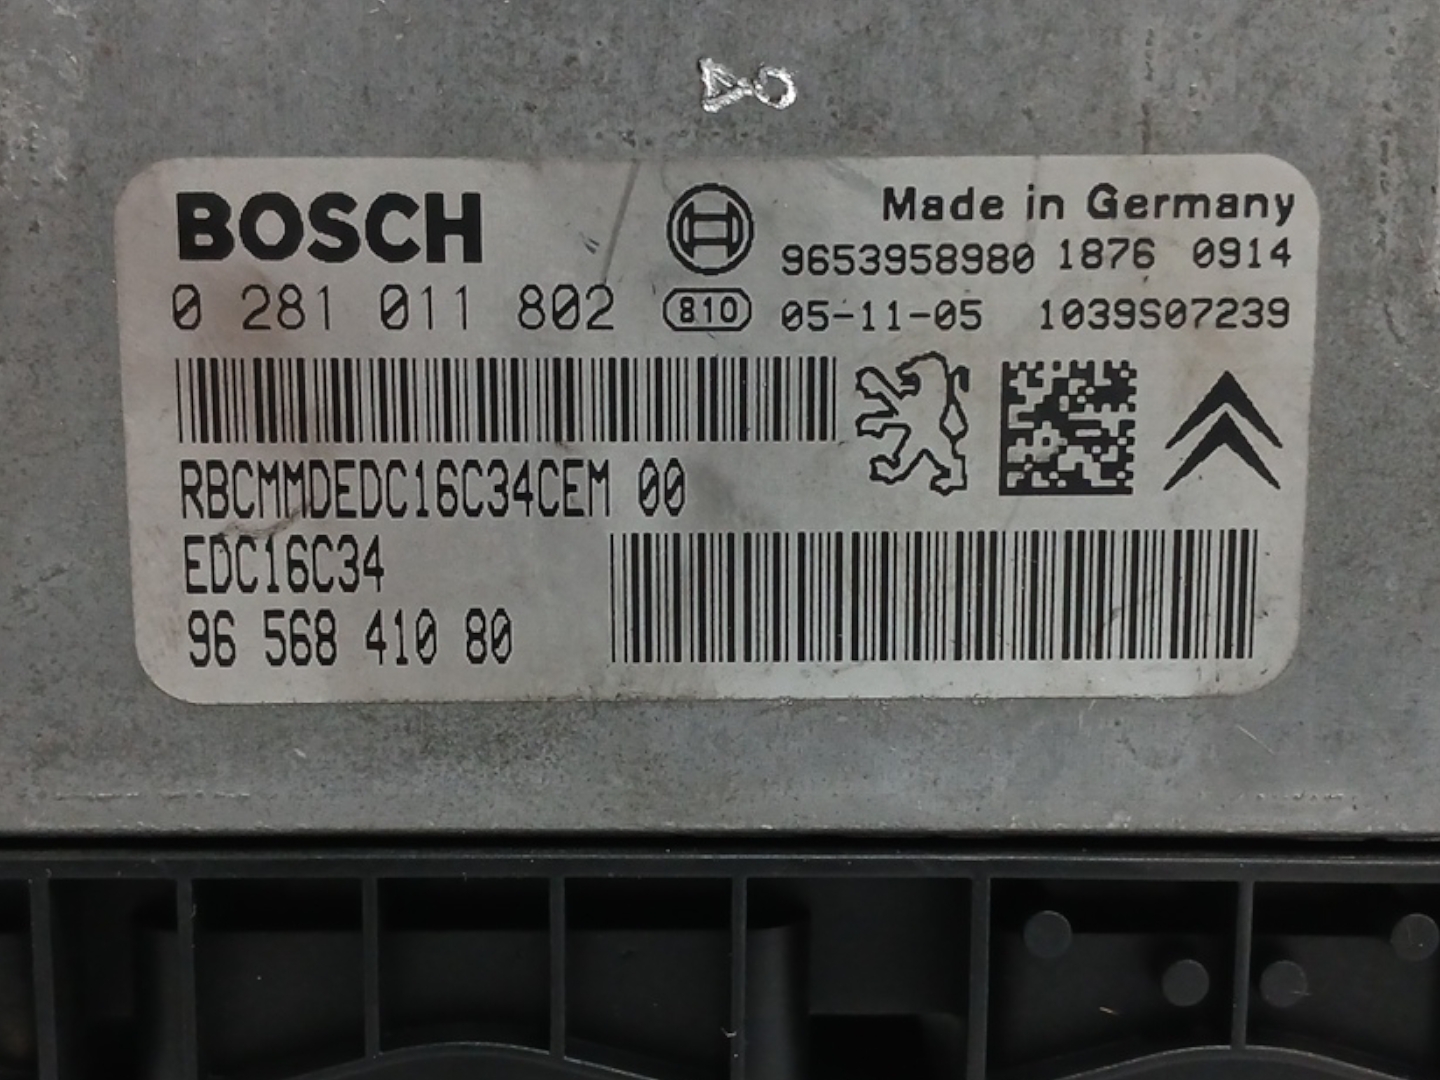 BOSCH
Made in Germany
9653958980 1876 0914
0 281 011 802
810
05-11-05 1039S07239
RBCMMDEDC16C34CEM 00
EDC16C34
96 568 410 80